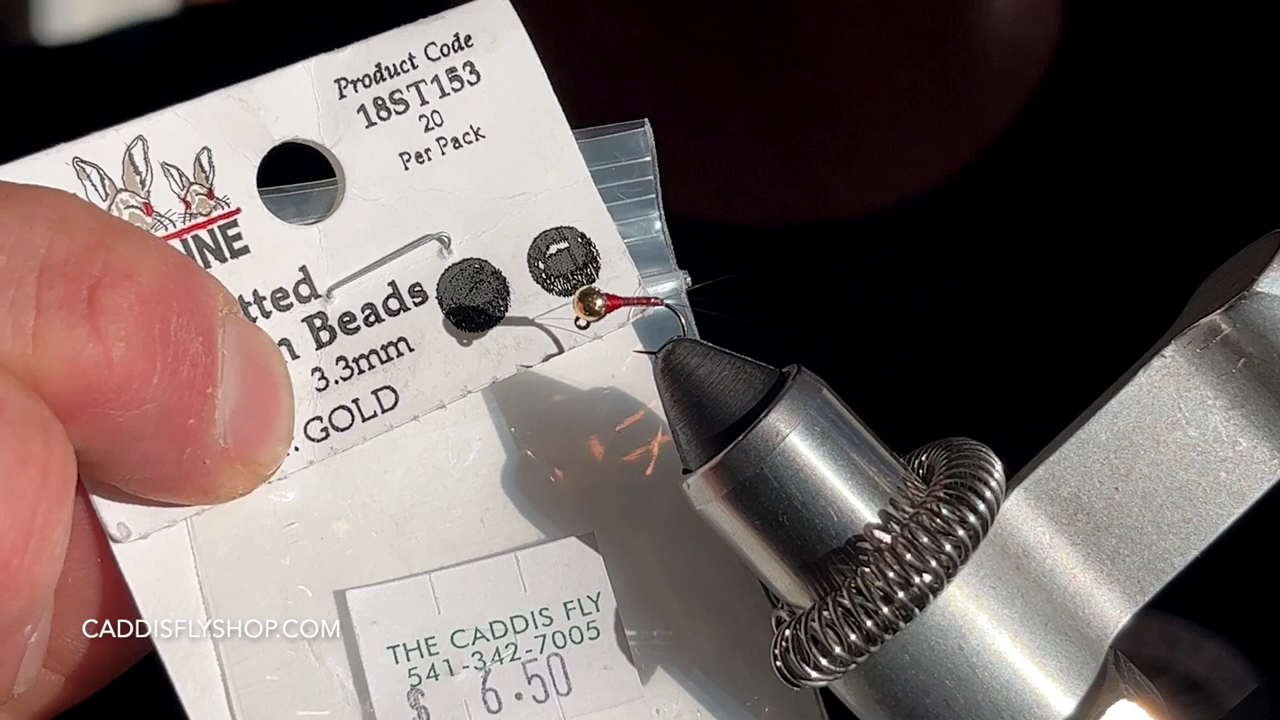 Product Code
18ST153
20
Per Pack
INE
tted
n Beads
3.3mm
. GOLD
THE CADDIS FLY
541-342-7005
$ 6.50
CADDISFLYSHOP.COM